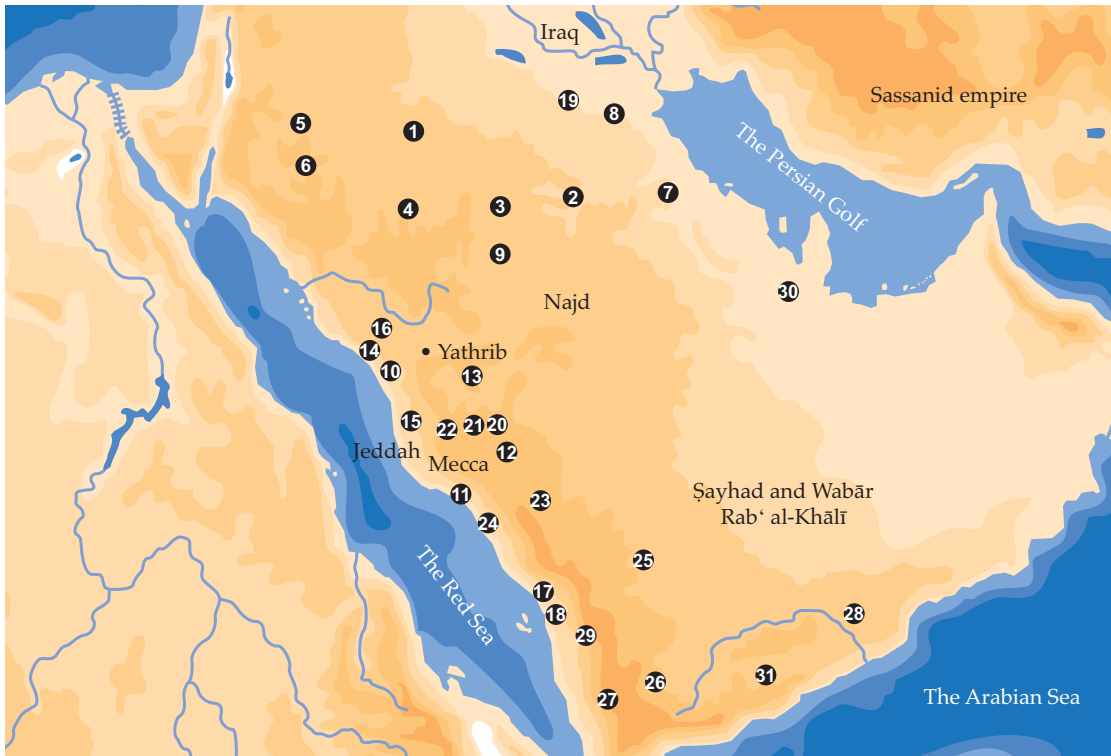 Iraq
Sassanid empire
19
8
5
1
The Persian Golf
6
2
7
3
4
9
30
Najd
16
14
Yathrib
10
13
15
22
21
20
Jeddah
12
Mecca
11
23
Ṣayhad and Wabār
Rab‘ al-Khālī
24
25
The Red Sea
17
18
28
29
31
26
27
The Arabian Sea